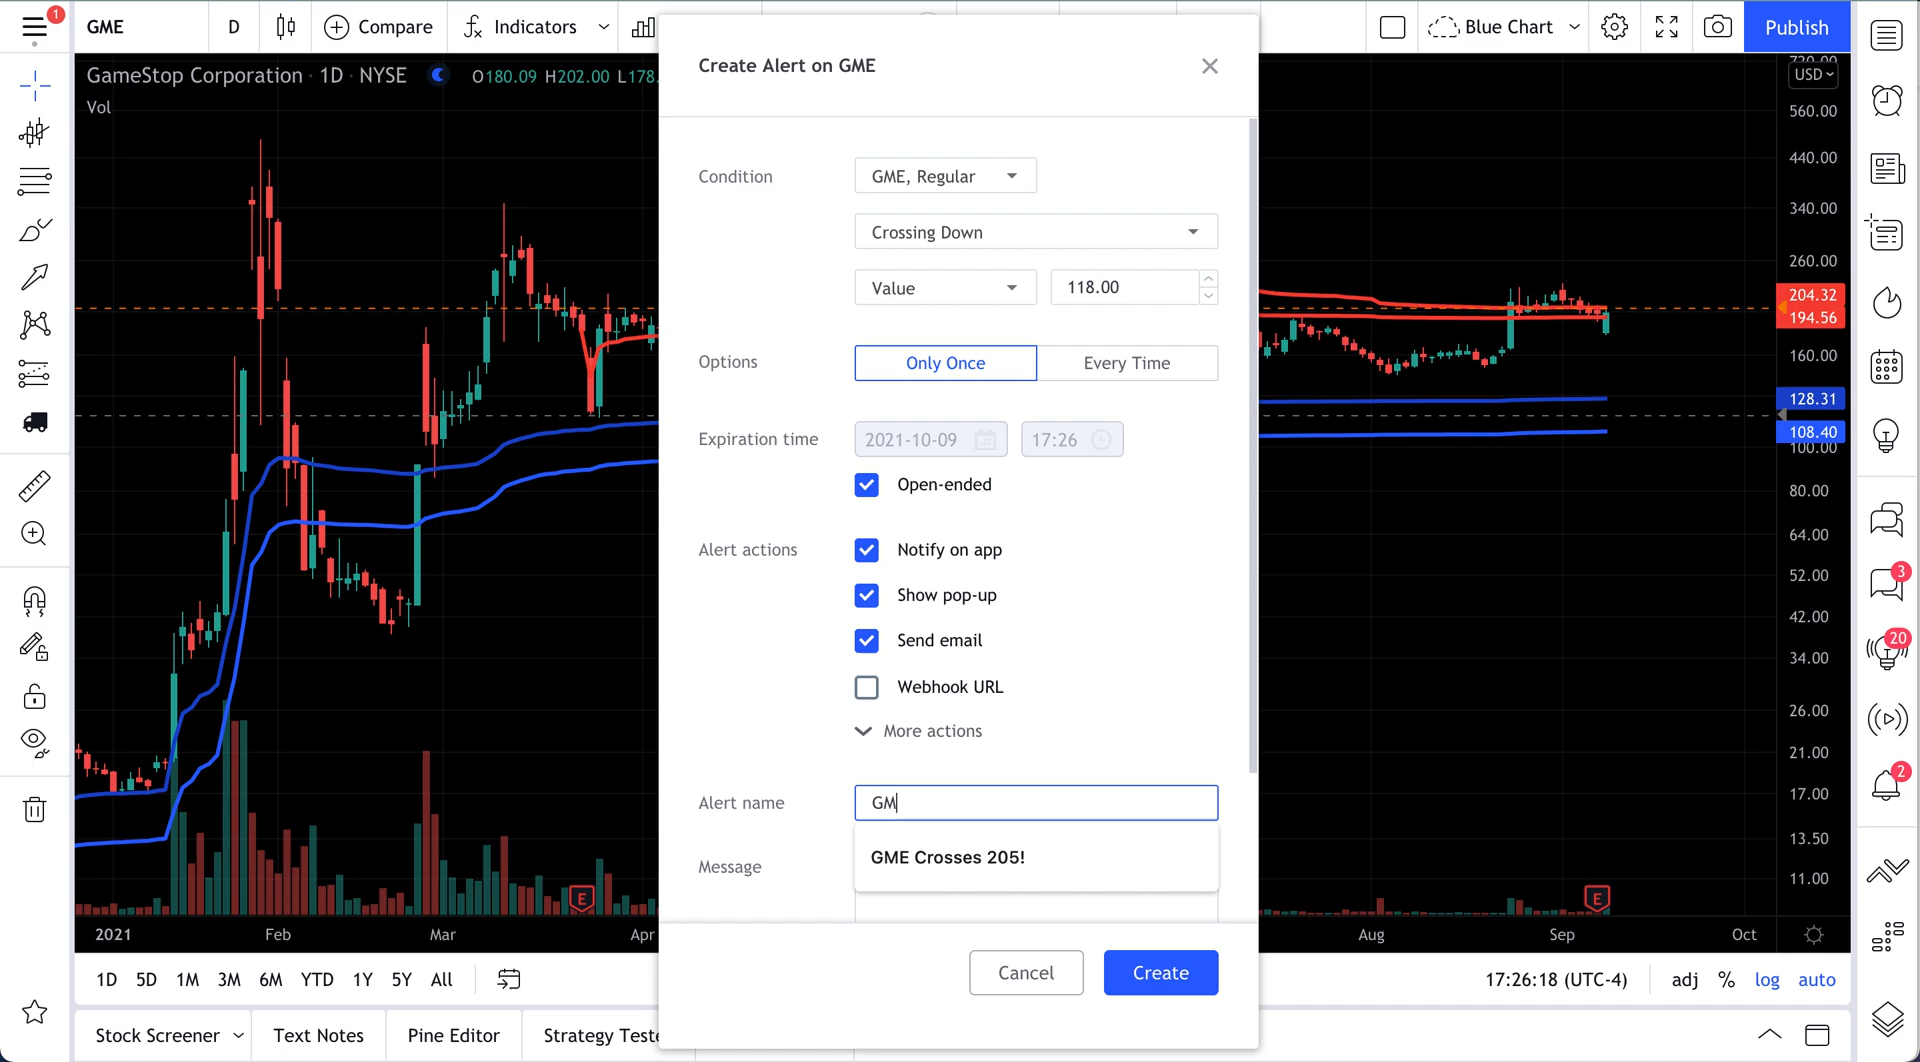 1
GME
D
Compare
Indicators
Blue Chart
Publish
GameStop Corporation · 1D · NYSE
O180.09 H202.00 L178.
Vol
USD
560.00
440.00
340.00
260.00
204.32
194.56
160.00
128.31
108.40
100.00
80.00
64.00
52.00
42.00
34.00
26.00
21.00
17.00
13.50
11.00
Create Alert on GME
Condition
GME, Regular
Crossing Down
Value
118.00
Options
Only Once
Every Time
Expiration time
2021-10-09
17:26
Open-ended
Alert actions
Notify on app
Show pop-up
Send email
Webhook URL
More actions
Alert name
GM
GME Crosses 205!
Message
Cancel
Create
E
E
2021
Feb
Mar
Apr
Aug
Sep
Oct
1D 5D 1M 3M 6M YTD 1Y 5Y All
17:26:18 (UTC-4)
adj % log auto
Stock Screener
Text Notes
Pine Editor
Strategy Teste
3
20
2